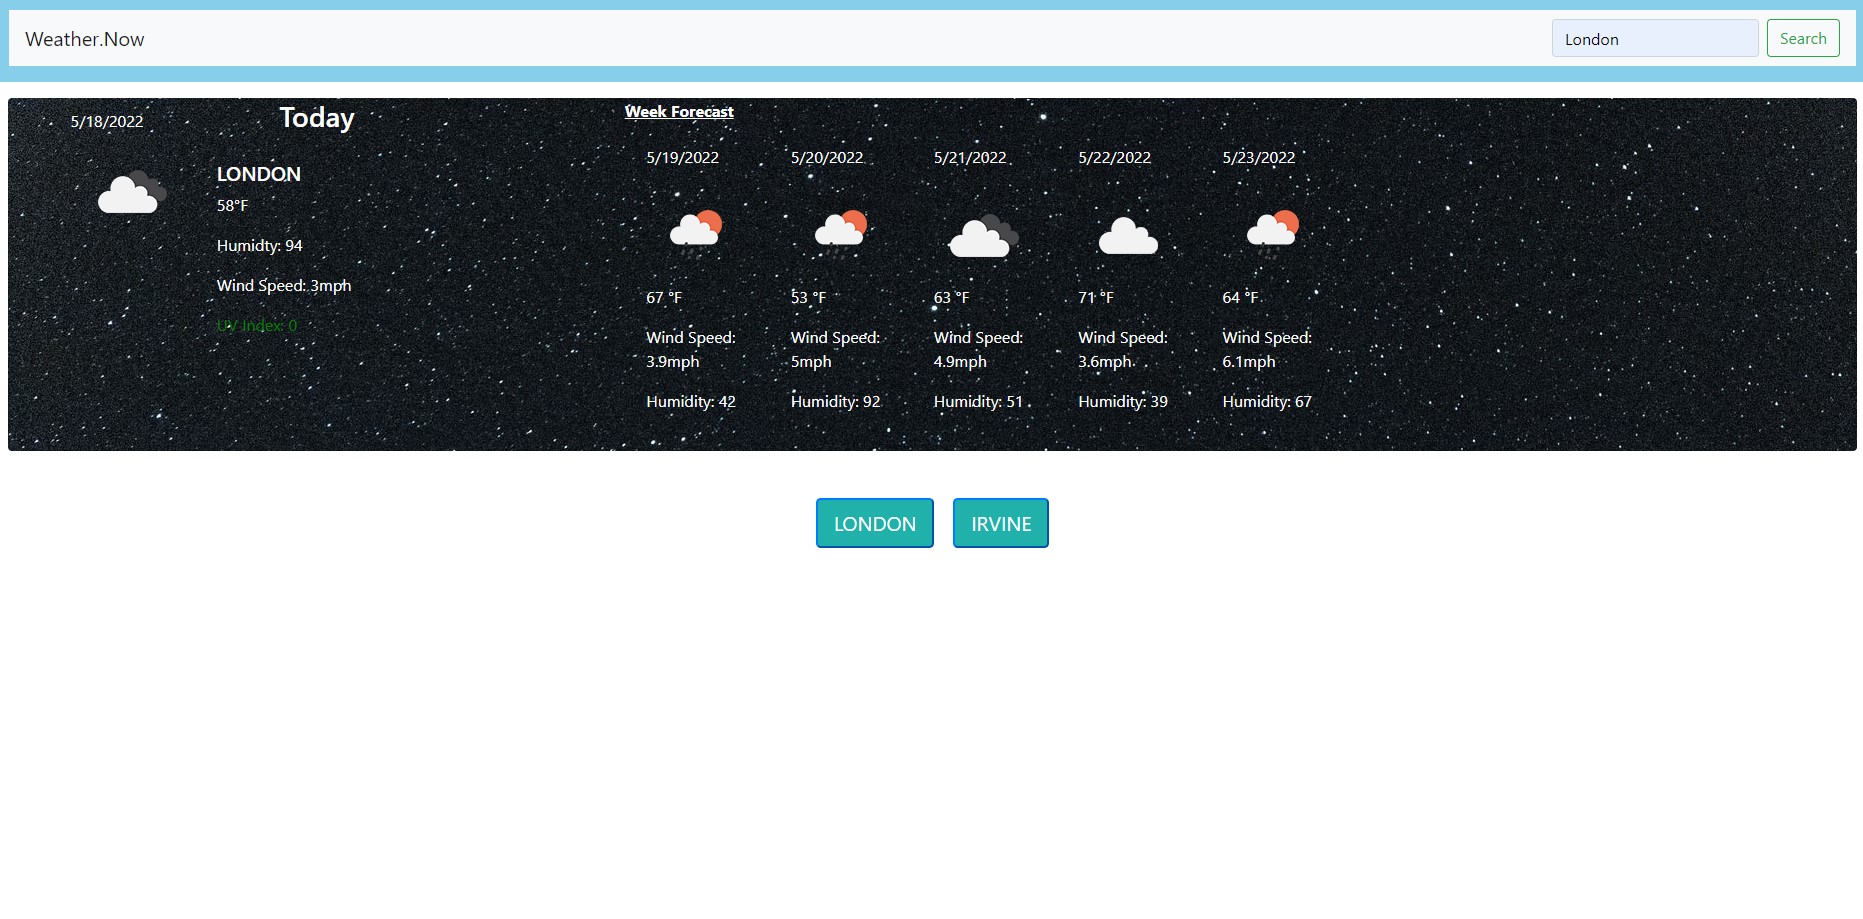 Weather.Now
London
Search
5/18/2022
Today
LONDON
58°F
Humidty: 94
Wind Speed: 3mph
UV Index: 0
Week Forecast
5/19/2022
67 °F
Wind Speed:
3.9mph
Humidity: 42
5/20/2022
53 °F
Wind Speed:
5mph
Humidity: 92
5/21/2022
63 °F
Wind Speed:
4.9mph
Humidity: 51
5/22/2022
71 °F
Wind Speed:
3.6mph
Humidity: 39
5/23/2022
64 °F
Wind Speed:
6.1mph
Humidity: 67
LONDON
IRVINE